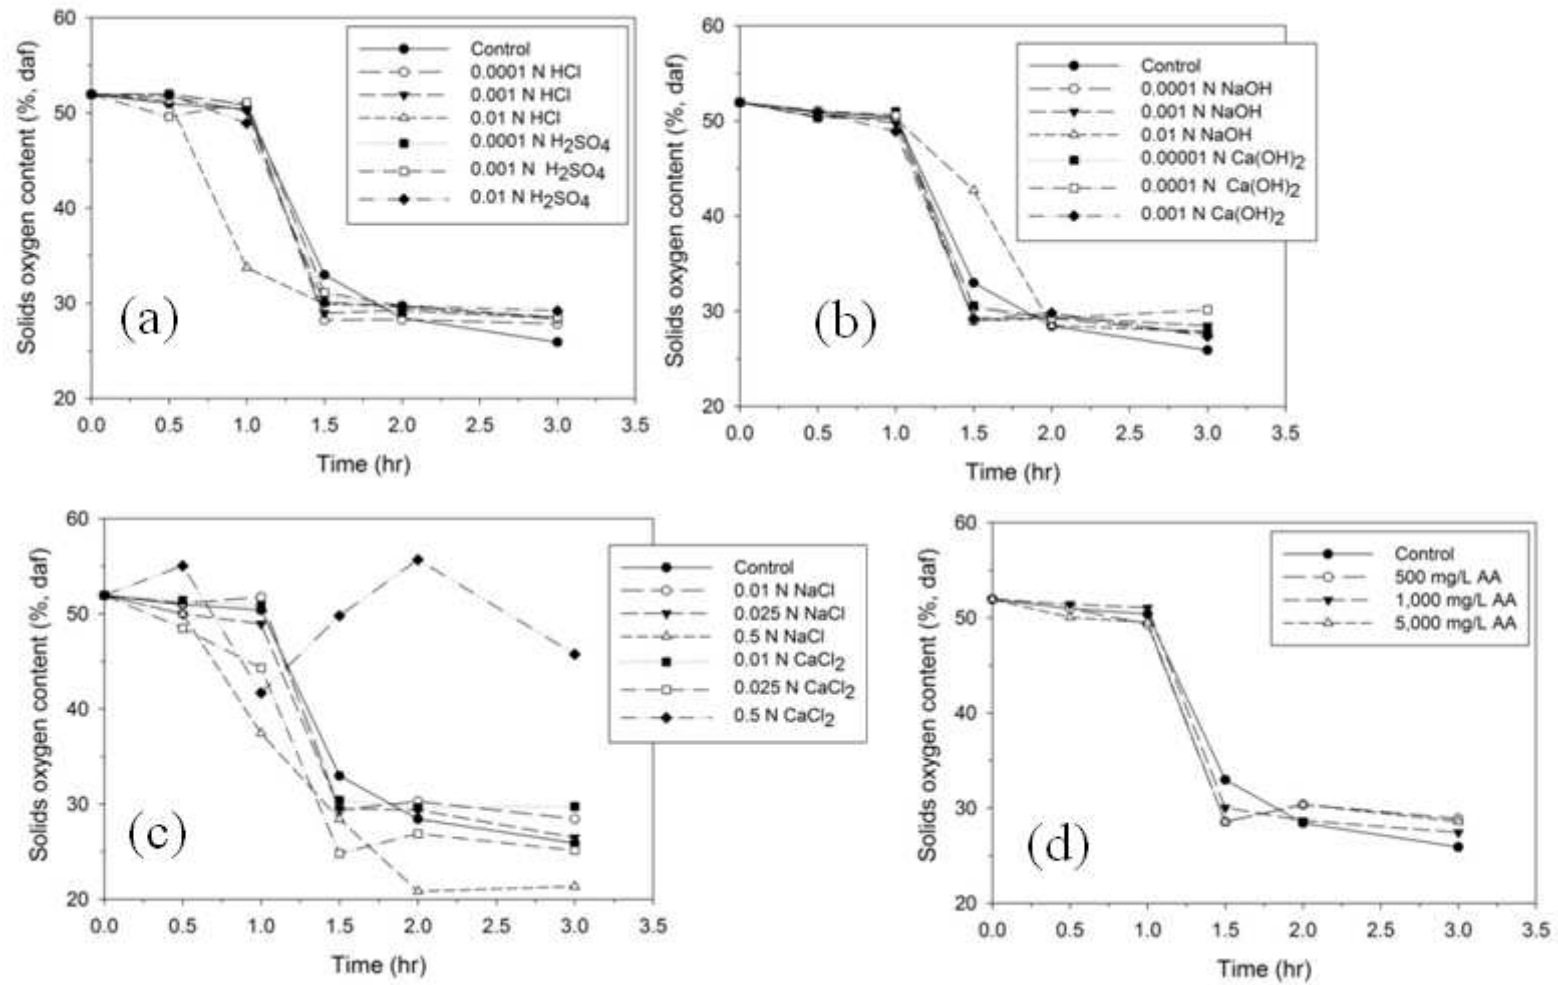 60
50
40
30
20
Solids oxygen content (%, daf)
0.0 0.5 1.0 1.5 2.0 2.5 3.0 3.5
Time (hr)
(a)
Control
0.0001 N HCl
0.001 N HCl
0.01 N HCl
0.0001 N H₂SO₄
0.001 N H₂SO₄
0.01 N H₂SO₄
60
50
40
30
20
Solids oxygen content (%, daf)
0.0 0.5 1.0 1.5 2.0 2.5 3.0 3.5
Time (hr)
(b)
Control
0.0001 N NaOH
0.001 N NaOH
0.01 N NaOH
0.00001 N Ca(OH)₂
0.0001 N Ca(OH)₂
0.001 N Ca(OH)₂
60
50
40
30
20
Solids oxygen content (%, daf)
0.0 0.5 1.0 1.5 2.0 2.5 3.0 3.5
Time (hr)
(c)
Control
0.01 N NaCl
0.025 N NaCl
0.5 N NaCl
0.01 N CaCl₂
0.025 N CaCl₂
0.5 N CaCl₂
60
50
40
30
20
Solids oxygen content (%, daf)
0.0 0.5 1.0 1.5 2.0 2.5 3.0 3.5
Time (hr)
(d)
Control
500 mg/L AA
1,000 mg/L AA
5,000 mg/L AA